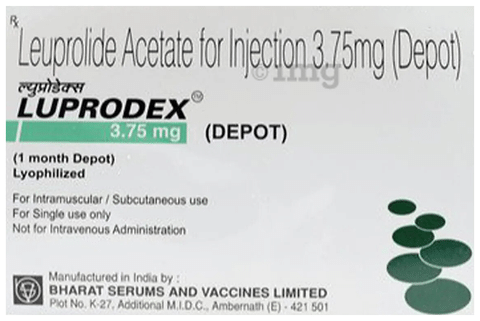 Rx
Leuprolide Acetate for Injection 3.75mg (Depot)
© 1mg
ल्युप्रोडेक्स
LUPRODEX™
3.75 mg (DEPOT)
(1 month Depot)
Lyophilized
For Intramuscular / Subcutaneous use
For Single use only
Not for Intravenous Administration
Manufactured in India by :
BHARAT SERUMS AND VACCINES LIMITED
Plot No. K-27, Additional M.I.D.C., Ambernath (E) - 421 501